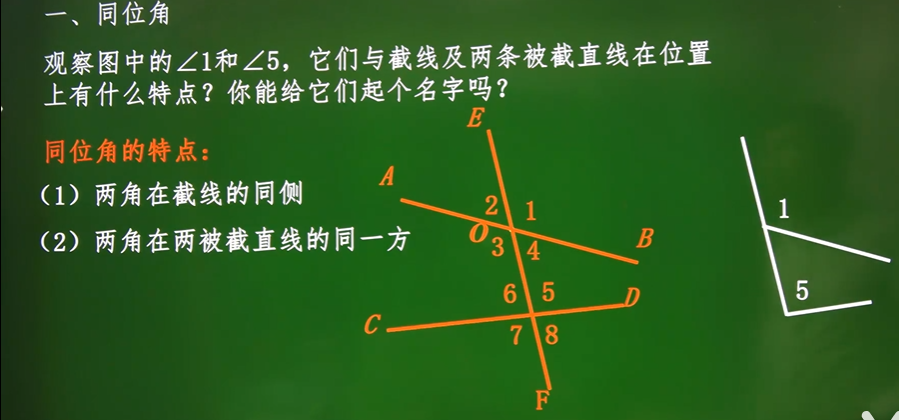 一、同位角
观察图中的∠1和∠5，它们与截线及两条被截直线在位置
上有什么特点？你能给它们起个名字吗？
同位角的特点：
（1）两角在截线的同侧
（2）两角在两被截直线的同一方
E
A
2 1
O
3 4
B
6 5
D
C
7 8
F
1
5